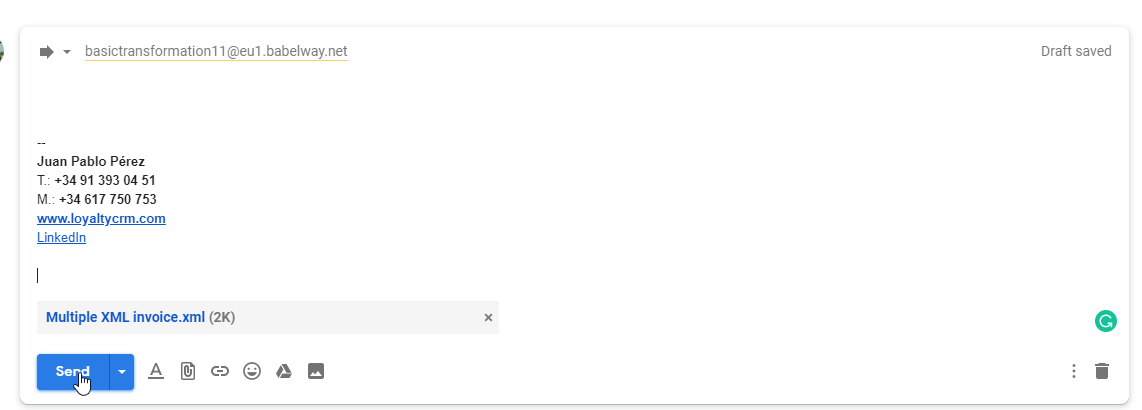 basictransformation11@eu1.babelway.net
Draft saved
--
Juan Pablo Pérez
T.: +34 91 393 04 51
M.: +34 617 750 753
www.loyaltycrm.com
LinkedIn
Multiple XML invoice.xml (2K)
Send